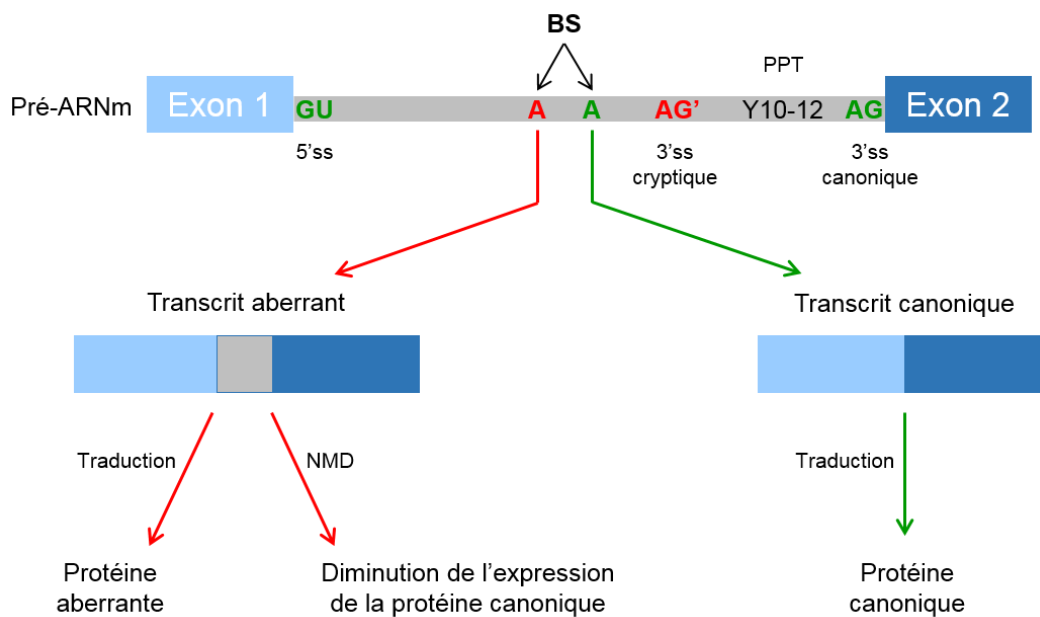 BS
PPT
Pré-ARNm Exon 1 GU A A AG' Y10-12 AG Exon 2
5'ss 3'ss 3'ss
cryptique canonique
Transcrit aberrant Transcrit canonique
Traduction NMD Traduction
Protéine Diminution de l'expression Protéine
aberrante de la protéine canonique canonique